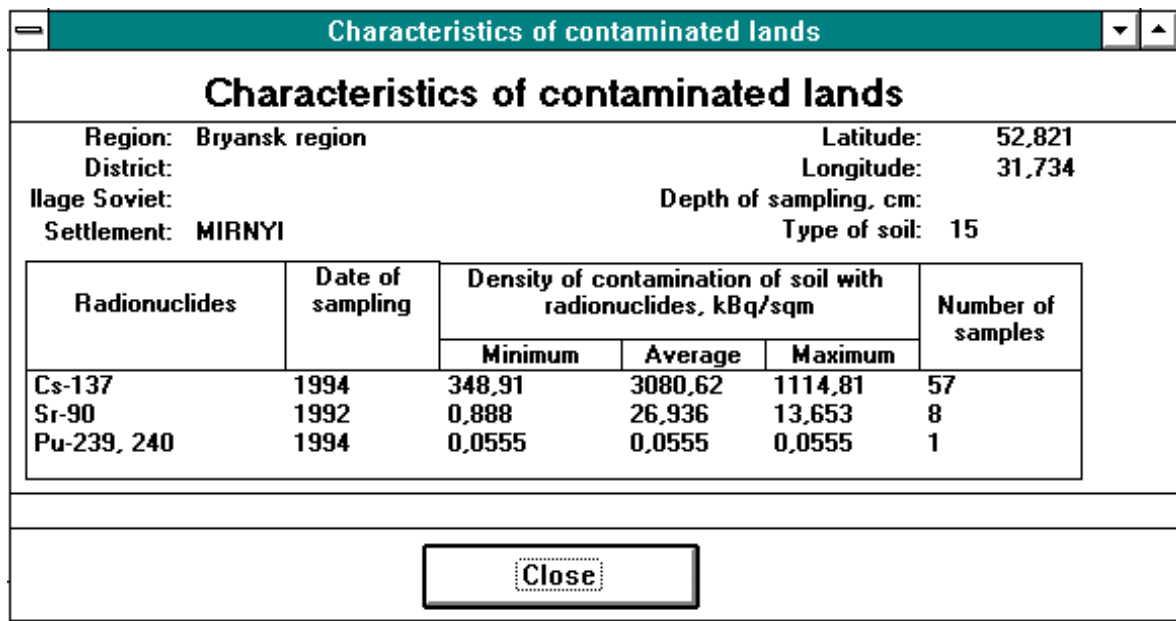 Characteristics of contaminated lands
Characteristics of contaminated lands
Region: Bryansk region Latitude: 52,821
District: Longitude: 31,734
llage Soviet: Depth of sampling, cm:
Settlement: MIRNYI Type of soil: 15
Radionuclides Date of sampling Density of contamination of soil with radionuclides, kBq/sqm Number of samples
Minimum Average Maximum
Cs-137 1994 348,91 3080,62 1114,81 57
Sr-90 1992 0,888 26,936 13,653 8
Pu-239, 240 1994 0,0555 0,0555 0,0555 1
Close